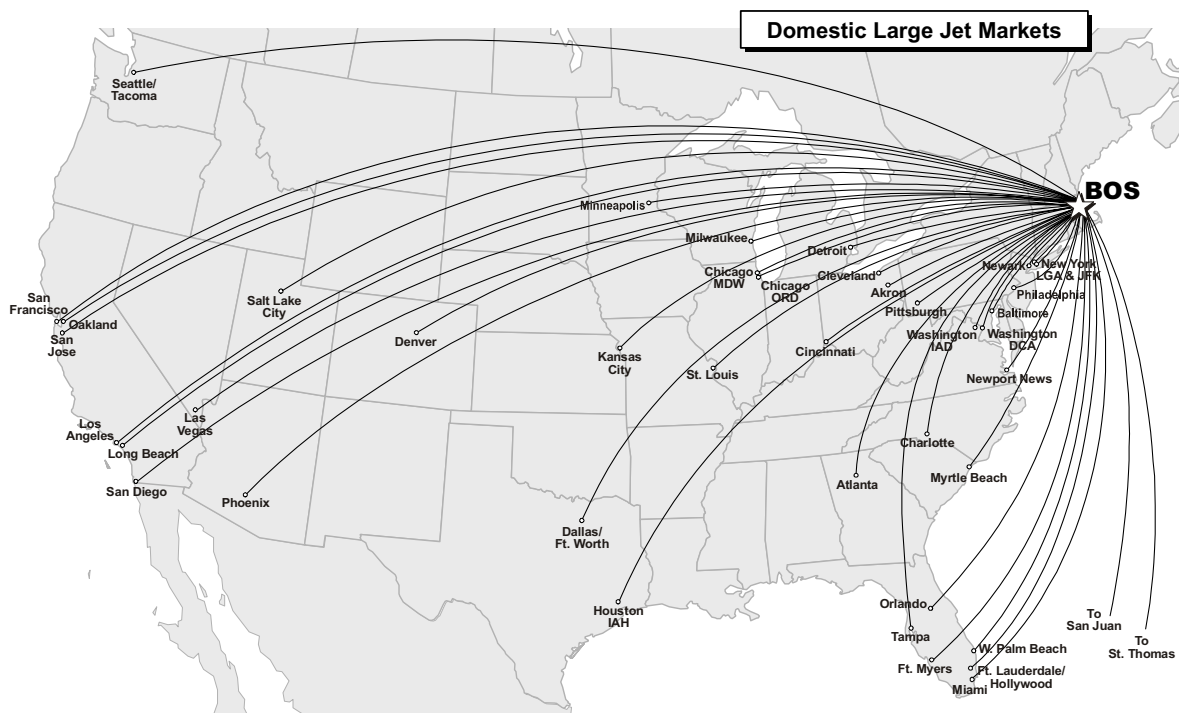 Domestic Large Jet Markets
Seattle/
Tacoma
BOS
Minneapolis
Milwaukee
Detroit
Chicago
MDW
Chicago
ORD
Cleveland
Akron
Pittsburgh
Newark
New York
LGA & JFK
Philadelphia
Baltimore
Washington
IAD
Washington
DCA
San
Francisco
Oakland
San
Jose
Salt Lake
City
Denver
Kansas
City
St. Louis
Cincinnati
Newport News
Los
Angeles
Long Beach
Las
Vegas
San Diego
Phoenix
Charlotte
Atlanta
Myrtle Beach
Dallas/
Ft. Worth
Houston
IAH
Orlando
Tampa
Ft. Myers
W. Palm Beach
Ft. Lauderdale/
Hollywood
Miami
To
San Juan
To
St. Thomas